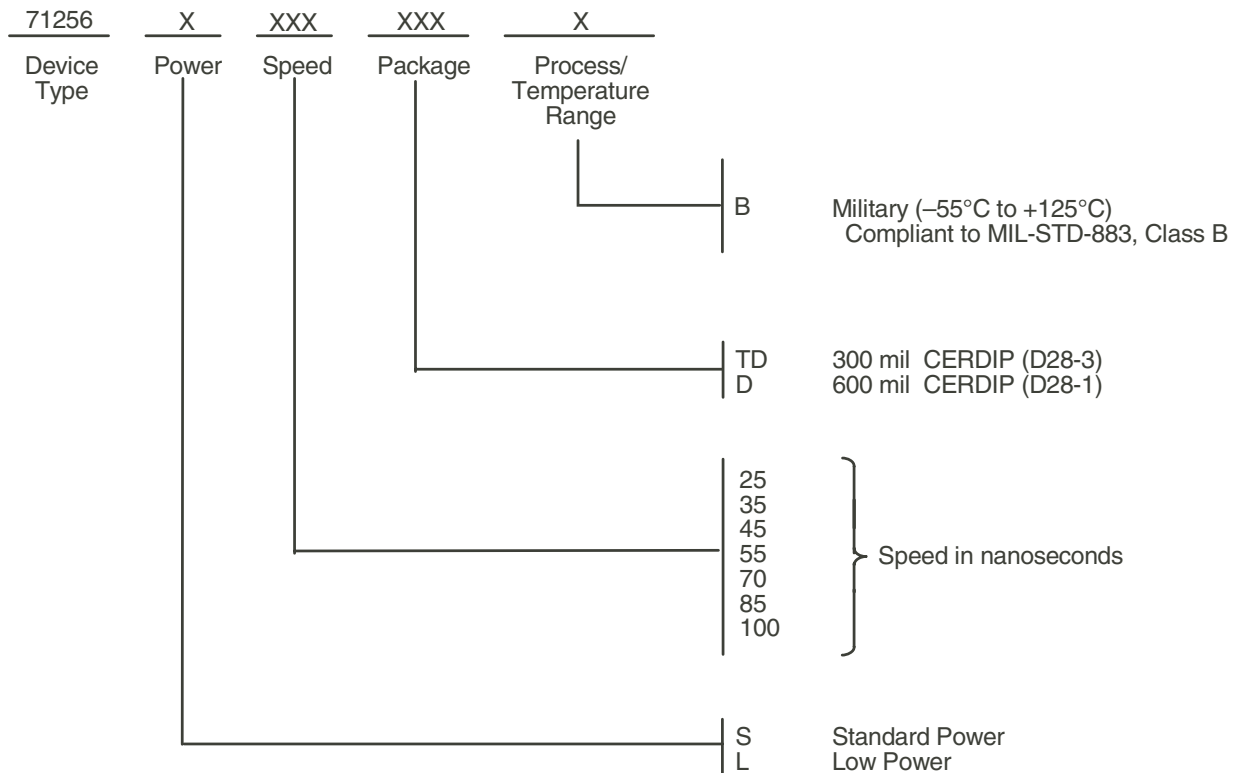 71256 X XXX XXX X
Device Type
Power
Speed
Package
Process/
Temperature
Range
B Military (–55°C to +125°C)
Compliant to MIL-STD-883, Class B
TD 300 mil CERDIP (D28-3)
D 600 mil CERDIP (D28-1)
25
35
45
55
70
85
100
Speed in nanoseconds
S Standard Power
L Low Power